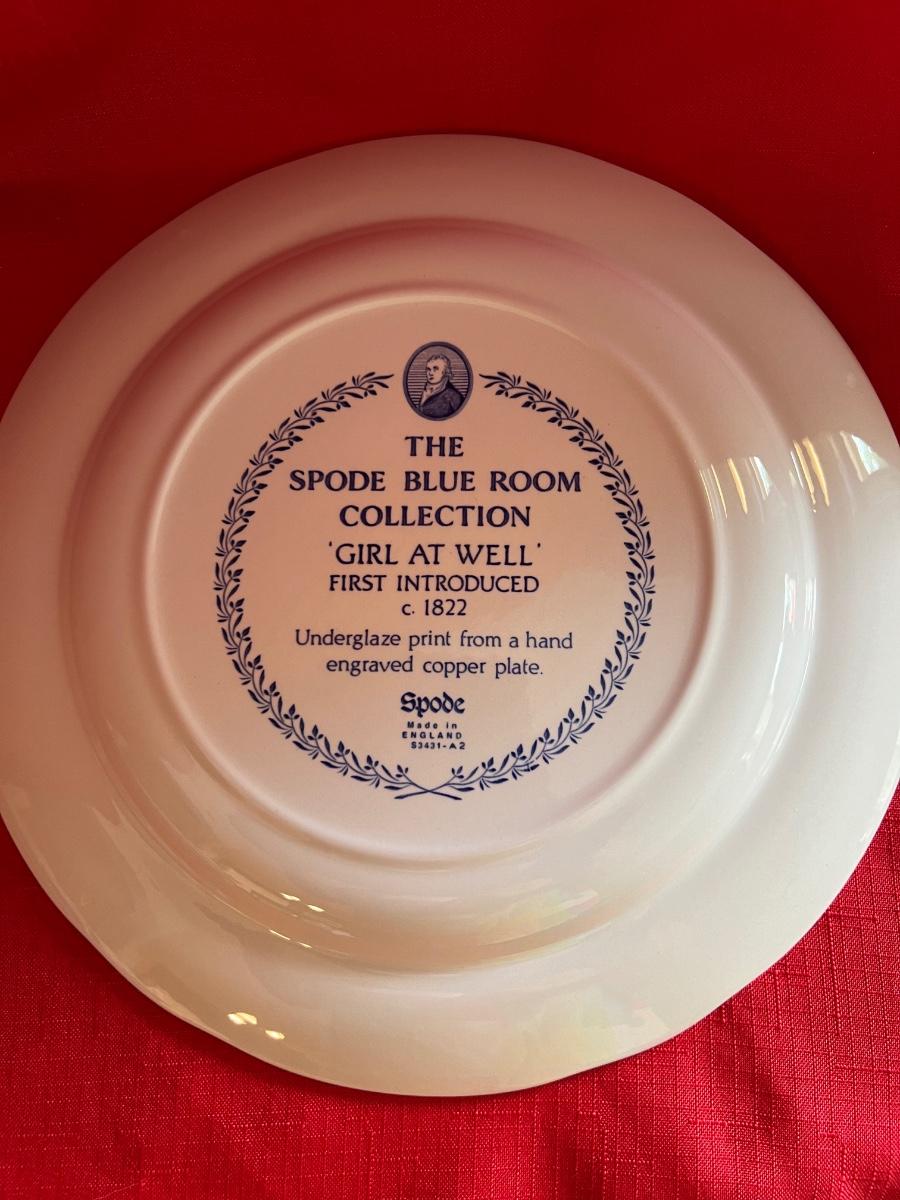 THE
SPODE BLUE ROOM
COLLECTION
'GIRL AT WELL'
FIRST INTRODUCED
c. 1822
Underglaze print from a hand
engraved copper plate.
Spode
Made in
ENGLAND
S3431-A2